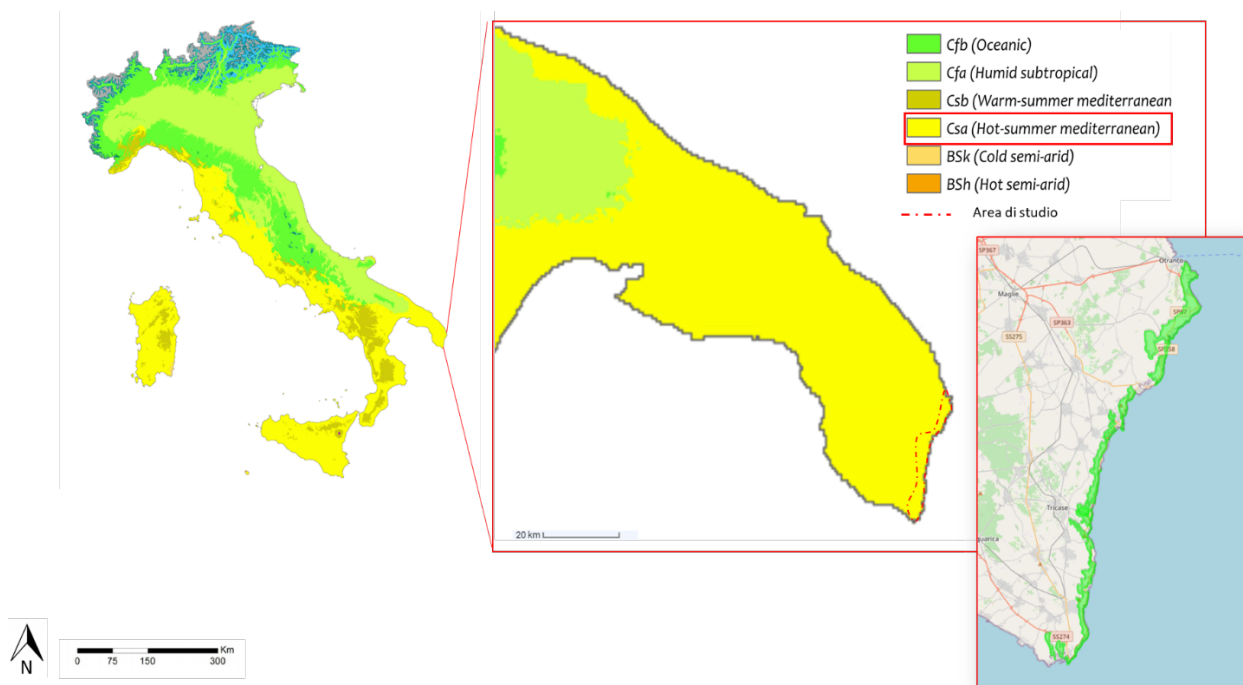 Cfb (Oceanic)
Cfa (Humid subtropical)
Csb (Warm-summer mediterranean
Csa (Hot-summer mediterranean)
BSk (Cold semi-arid)
BSh (Hot semi-arid)
Area di studio
20 km
SP367
SP367
Otranto
Maglie
SP363
SS275
SP87
SP358
Tricase
SS274
N
Km
0 75 150 300